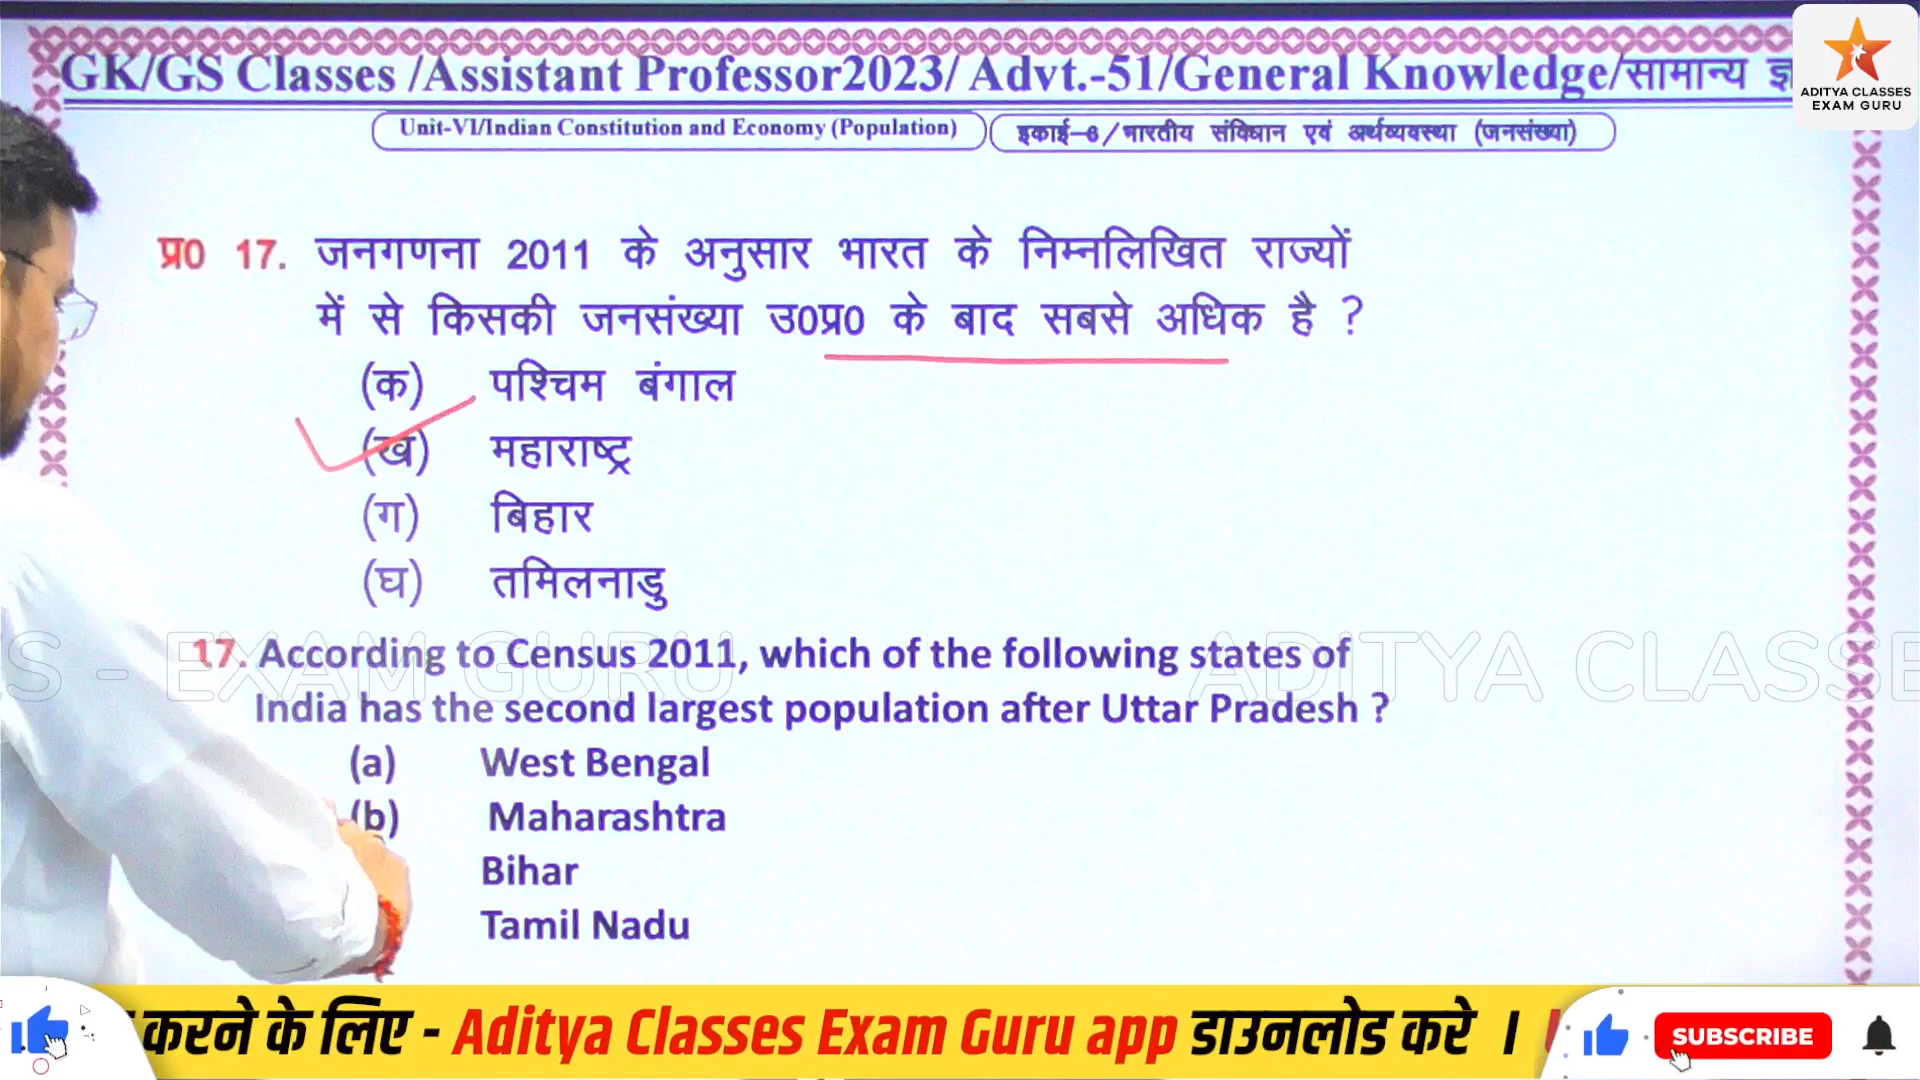 GK/GS Classes /Assistant Professor2023/ Advt.-51/General Knowledge/सामान्य
ADITYA CLASSES
EXAM GURU
Unit-VI/Indian Constitution and Economy (Population)
इकाई–6/भारतीय संविधान एवं अर्थव्यवस्था (जनसंख्या)
प्र0 17. जनगणना 2011 के अनुसार भारत के निम्नलिखित राज्यों
में से किसकी जनसंख्या उ0प्र0 के बाद सबसे अधिक है ?
(क) पश्चिम बंगाल
(ख) महाराष्ट्र
(ग) बिहार
(घ) तमिलनाडु
S - EXAM GURU ADITYA CLASSE
17. According to Census 2011, which of the following states of
India has the second largest population after Uttar Pradesh ?
(a) West Bengal
(b) Maharashtra
Bihar
Tamil Nadu
करने के लिए - Aditya Classes Exam Guru app डाउनलोड करे ।
SUBSCRIBE